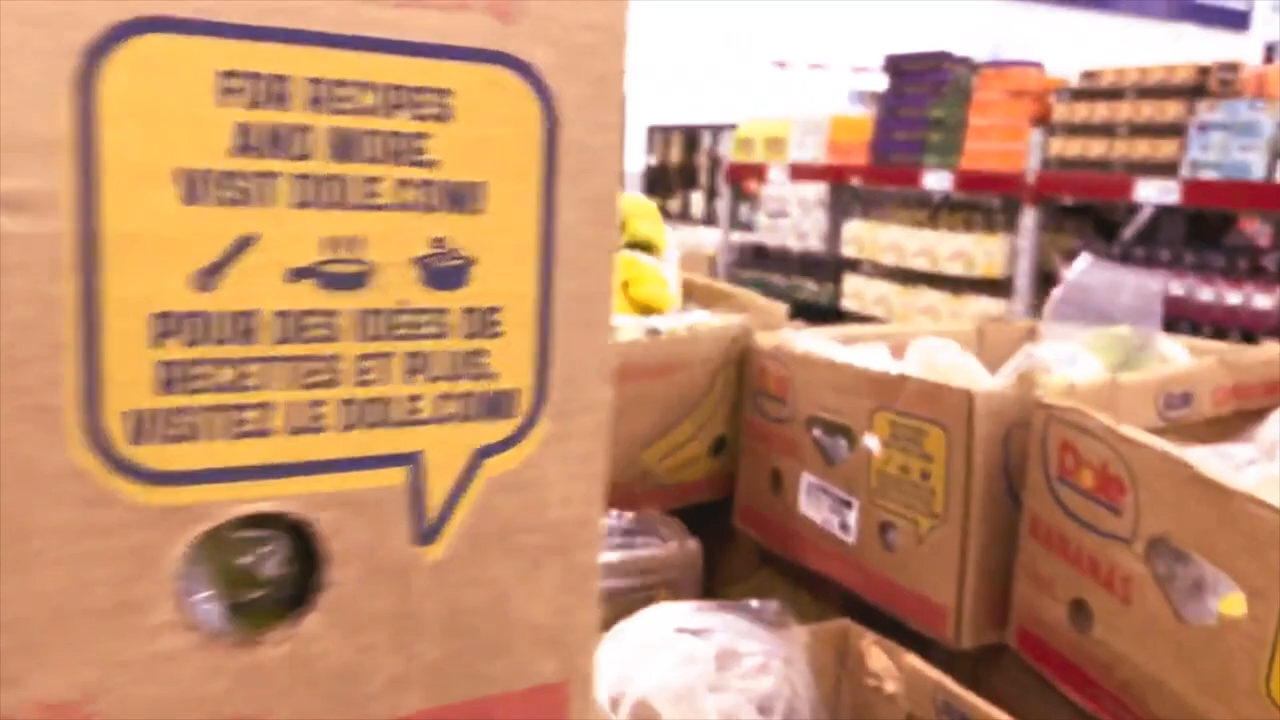 FOR RECIPES
AND MORE,
VISIT DOLE.COM!
POUR DES IDÉES DE
RECETTES ET PLUS,
VISITEZ LE DOLE.COM!
Dole
BANANAS